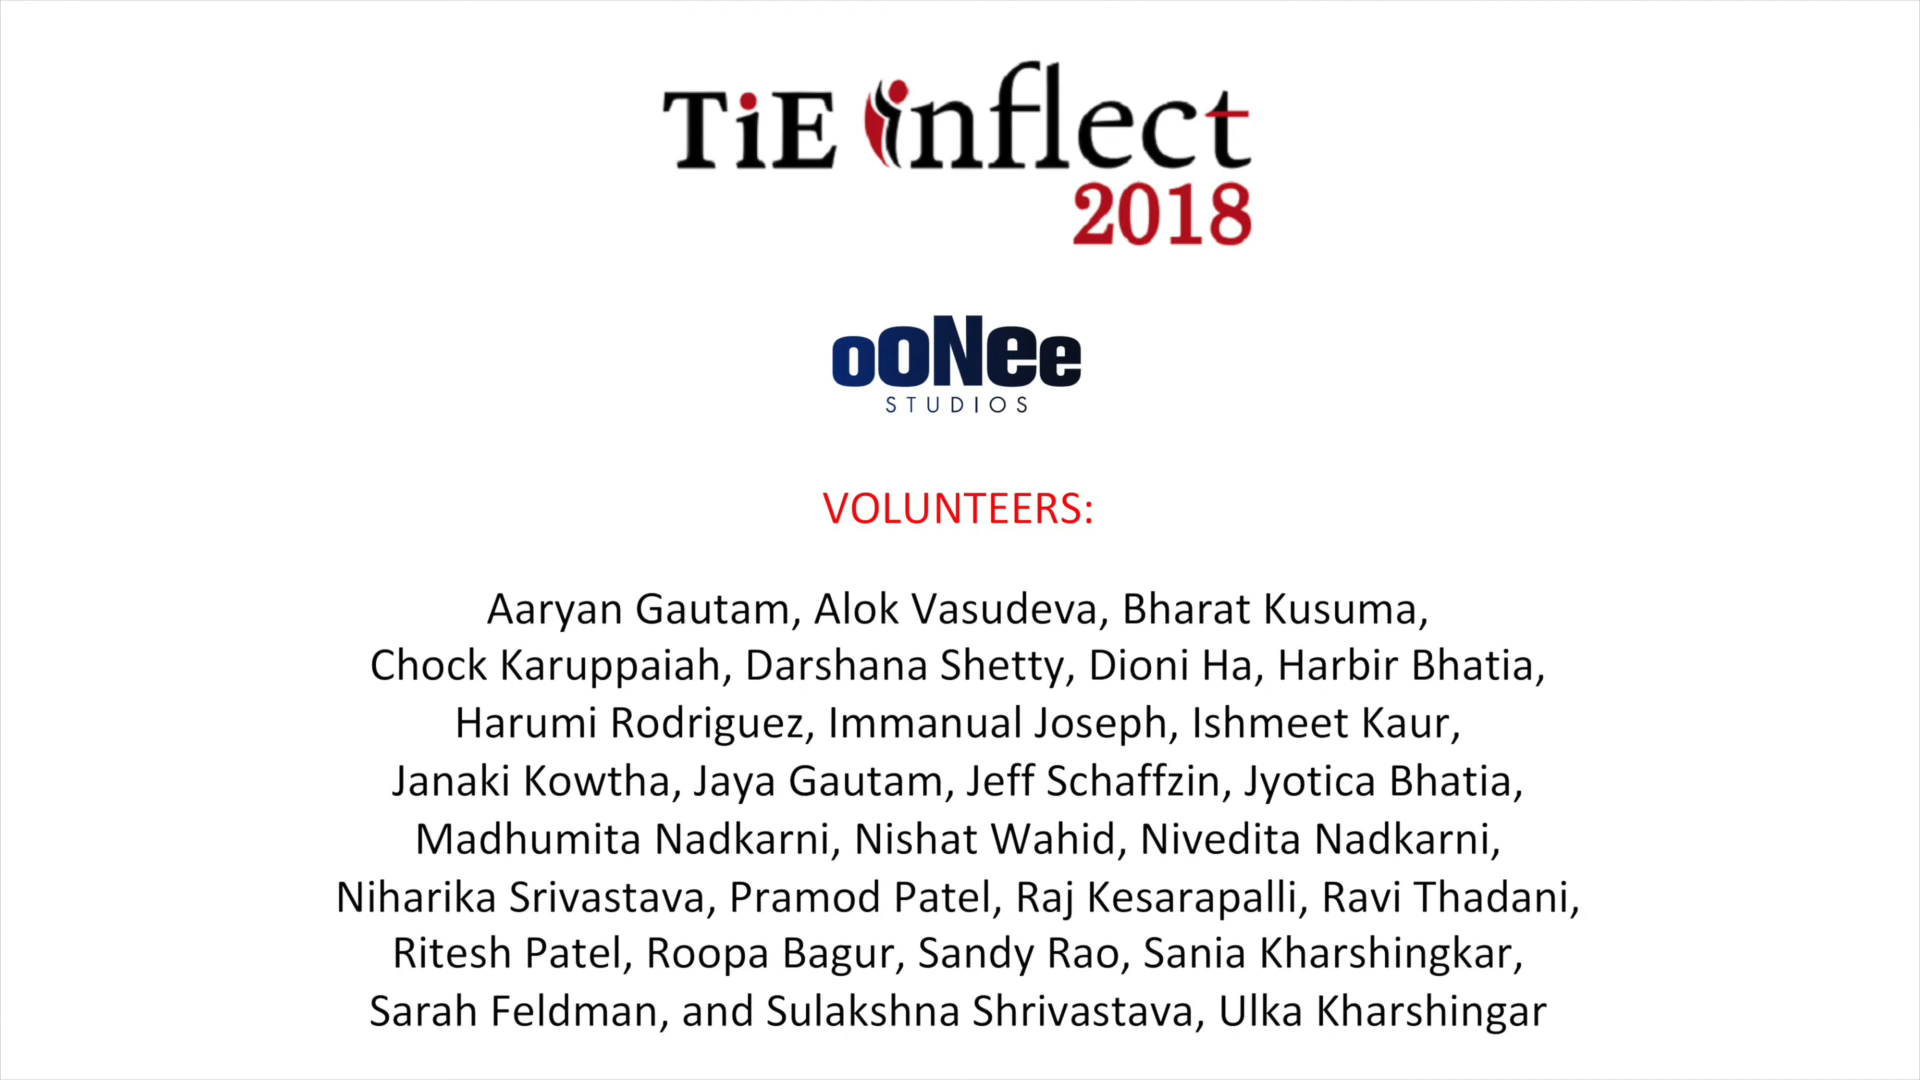 TiE inflect
2018
ooNee
STUDIOS
VOLUNTEERS:
Aaryan Gautam, Alok Vasudeva, Bharat Kusuma,
Chock Karuppaiah, Darshana Shetty, Dioni Ha, Harbir Bhatia,
Harumi Rodriguez, Immanual Joseph, Ishmeet Kaur,
Janaki Kowtha, Jaya Gautam, Jeff Schaffzin, Jyotica Bhatia,
Madhumita Nadkarni, Nishat Wahid, Nivedita Nadkarni,
Niharika Srivastava, Pramod Patel, Raj Kesarapalli, Ravi Thadani,
Ritesh Patel, Roopa Bagur, Sandy Rao, Sania Kharshingkar,
Sarah Feldman, and Sulakshna Shrivastava, Ulka Kharshingar